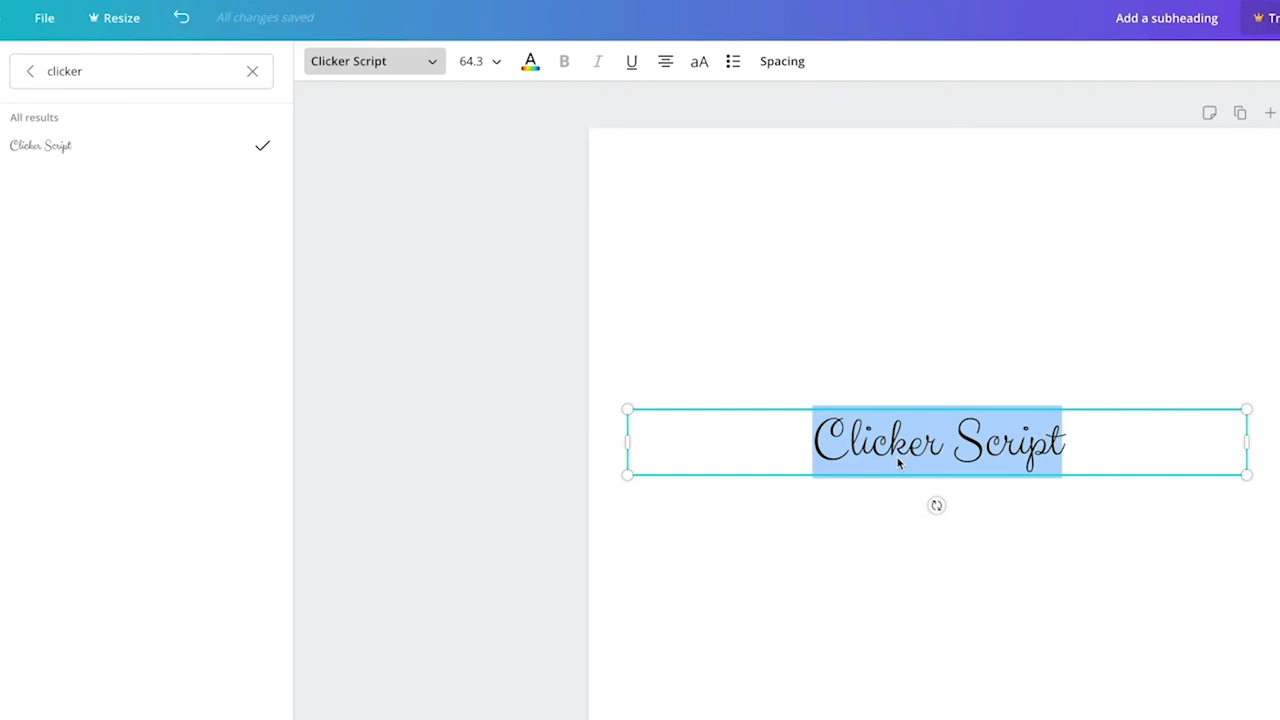 File Resize All changes saved Add a subheading
clicker
Clicker Script 64.3 A B I U aA Spacing
All results
Clicker Script
Clicker Script